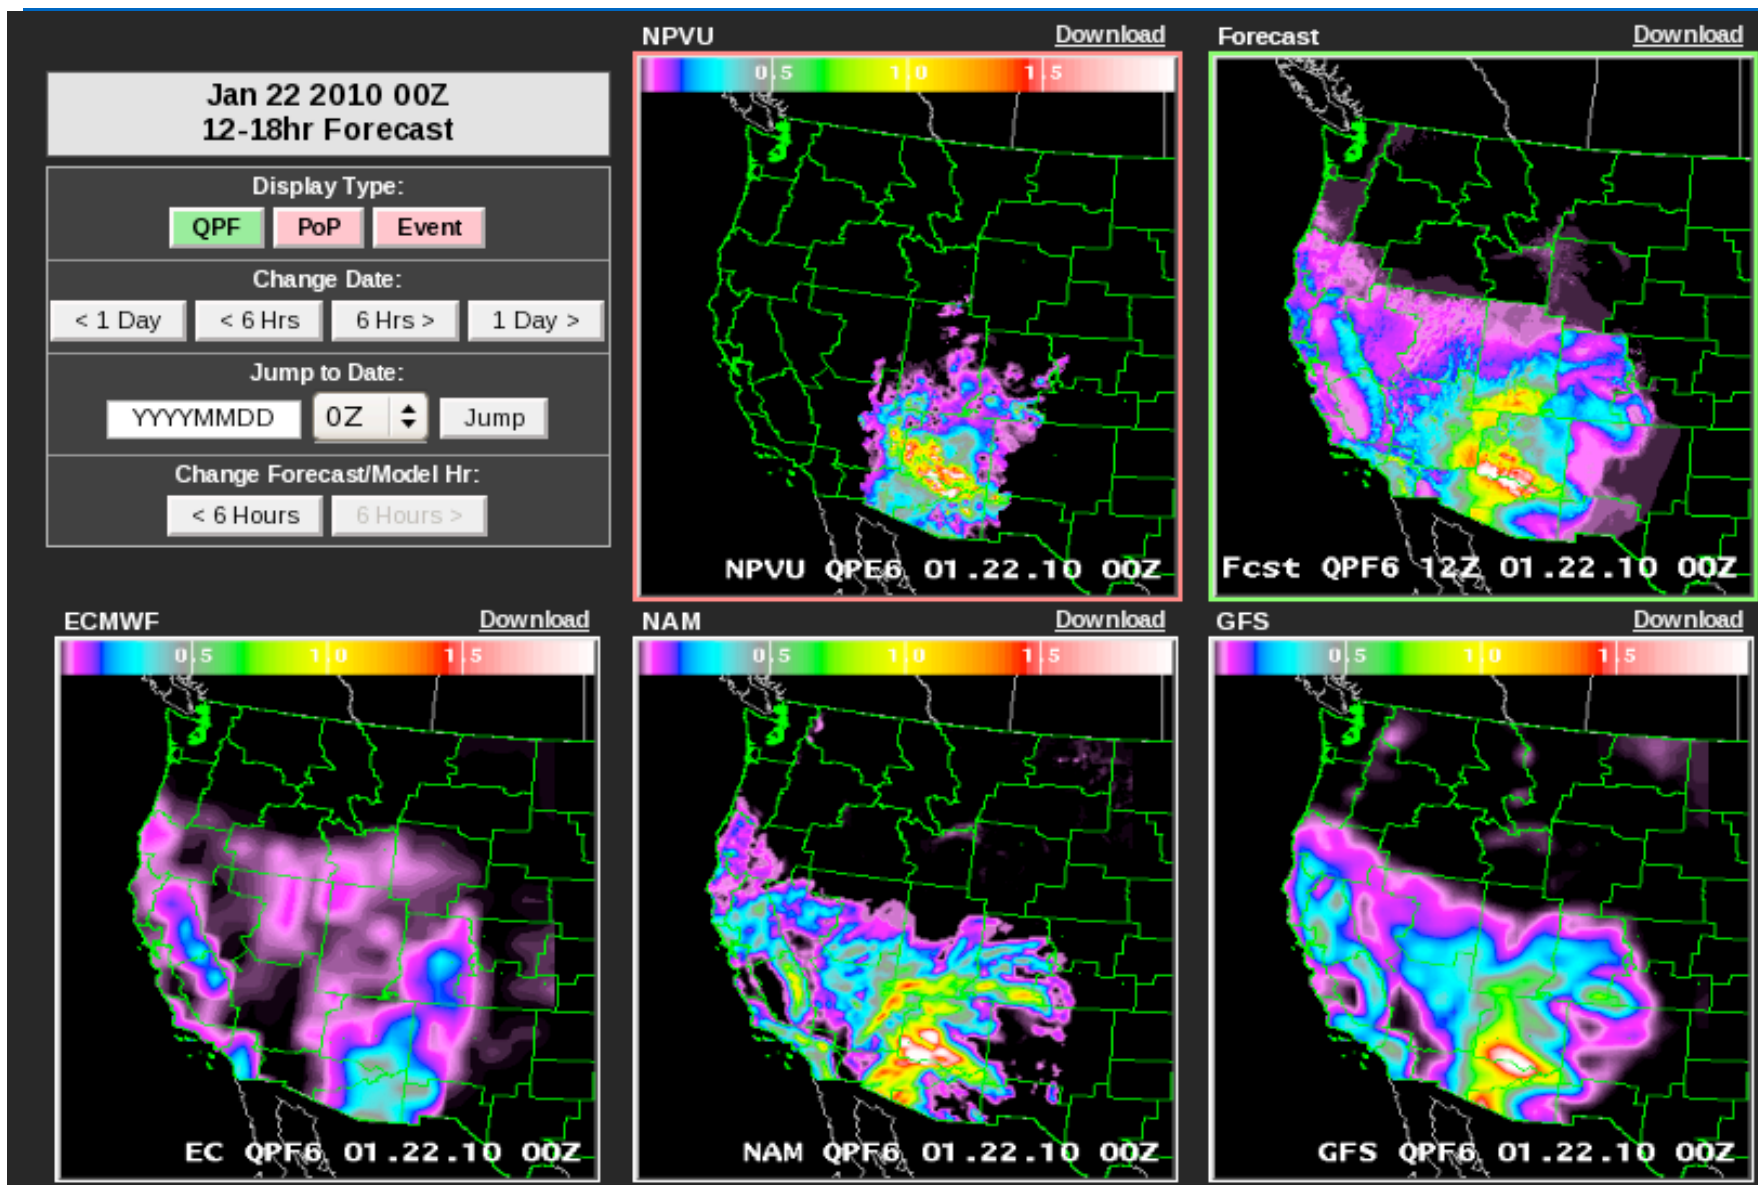 NPVU Download
Forecast Download
Jan 22 2010 00Z
12-18hr Forecast
Display Type:
QPF PoP Event
Change Date:
< 1 Day < 6 Hrs 6 Hrs > 1 Day >
Jump to Date:
YYYYMMDD 0Z Jump
Change Forecast/Model Hr:
< 6 Hours 6 Hours >
0.5 1.0 1.5
NPVU QPE6 01.22.10 00Z
Fcst QPF6 12Z 01.22.10 00Z
ECMWF Download
NAM Download
GFS Download
0.5 1.0 1.5
0.5 1.0 1.5
0.5 1.0 1.5
EC QPF6 01.22.10 00Z
NAM QPF6 01.22.10 00Z
GFS QPF6 01.22.10 00Z